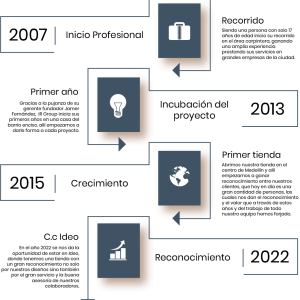 2007
Inicio Profesional
Recorrido
Siendo una persona con solo 17
años de edad inicio su recorrido
en el área carpintero, ganando
una amplia experiencia.
prestando sus servicios en
grandes empresas de la ciudad.
Primer año
Gracias a la pujanza de su
gerente fundador Jamer
Fernández, IB Group inicia sus
primeros años en una casa del
barrio enciso, allí empezamos a
darle forma a cada proyecto.
Incubación del
proyecto
2013
2015
Crecimiento
Primer tienda
Abrimos nuestra tienda en el
centro de Medellín y allí
empezamos a ganar
reconocimiento entre nuestros
clientes, que hoy en día es una
gran cantidad de personas, las
cuales nos dan el reconocimiento
y el valor que a través de estos
años y del trabajo de todo
nuestro equipo hemos forjado.
C.c Ideo
En el año 2022 se nos da la
oportunidad de estar en ideo,
donde tenemos una tienda con
un gran reconocimiento no solo
por nuestros diseños sino también
por el gran servicio y la buena
asesoría de nuestros
colaboradores.
Reconocimiento
2022